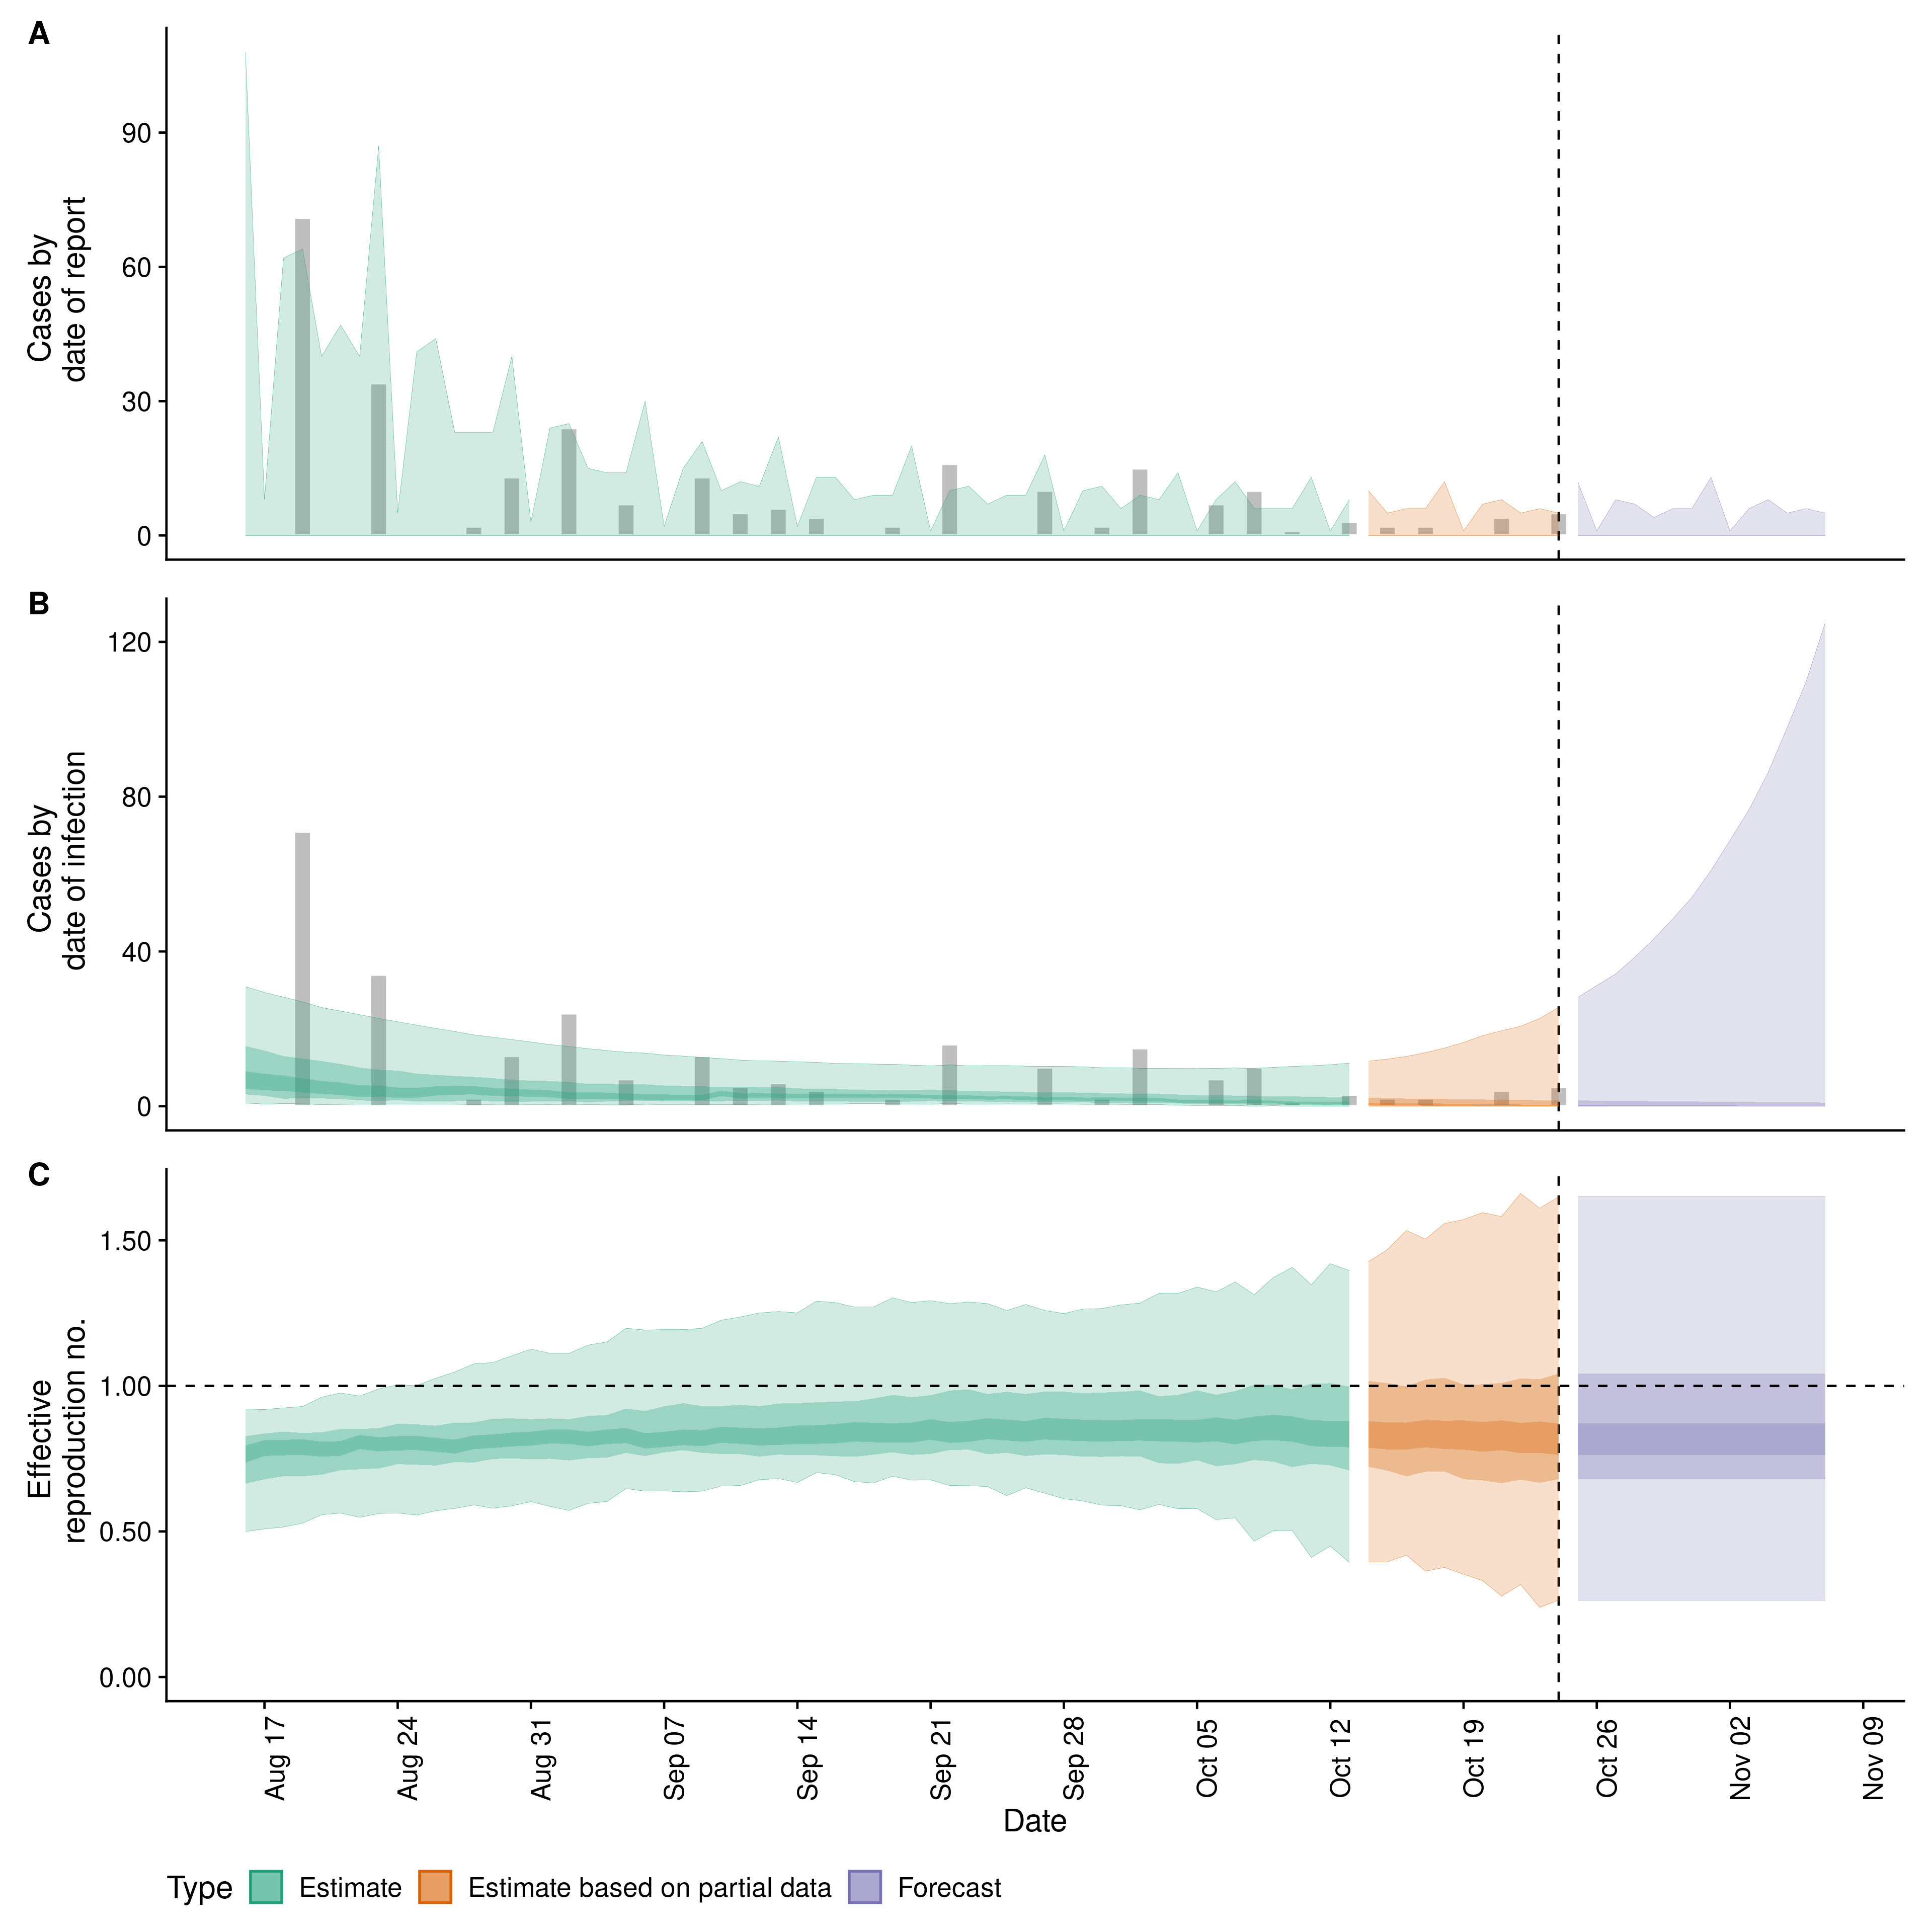 A
Cases by
date of report
90
60
30
0
B
Cases by
date of infection
120
80
40
0
C
Effective
reproduction no.
1.50
1.00
0.50
0.00
Aug 17
Aug 24
Aug 31
Sep 07
Sep 14
Sep 21
Sep 28
Oct 05
Oct 12
Oct 19
Oct 26
Nov 02
Nov 09
Date
Type
Estimate
Estimate based on partial data
Forecast